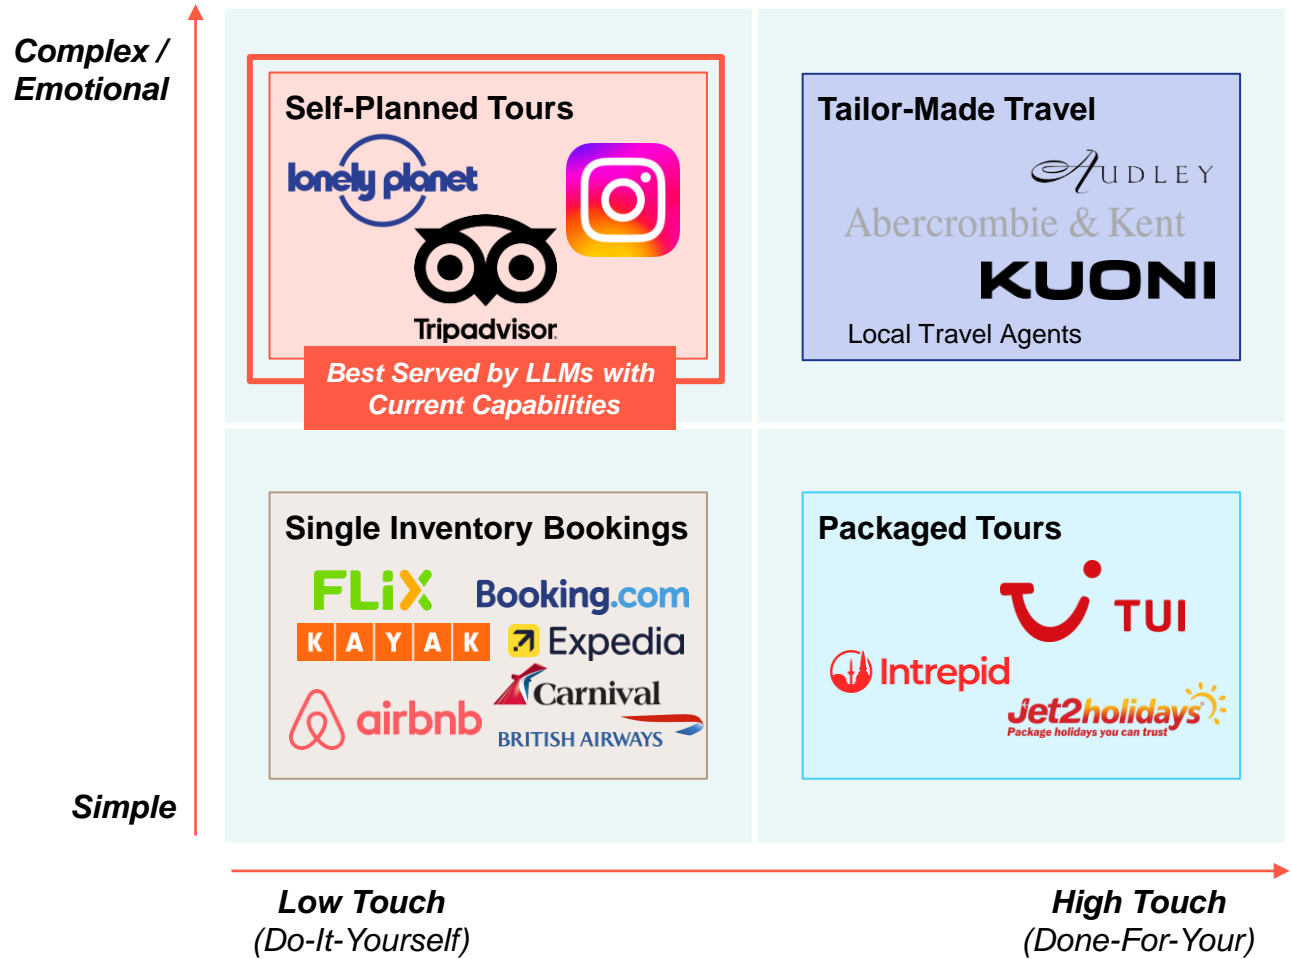 Complex /
Emotional
Self-Planned Tours
lonely planet
Tripadvisor
Best Served by LLMs with
Current Capabilities
Tailor-Made Travel
AUDLEY
Abercrombie & Kent
KUONI
Local Travel Agents
Single Inventory Bookings
FLiX
Booking.com
KAYAK
Expedia
Carnival
airbnb
BRITISH AIRWAYS
Packaged Tours
TUI
Intrepid
Jet2holidays
Package holidays you can trust
Simple
Low Touch
(Do-It-Yourself)
High Touch
(Done-For-Your)